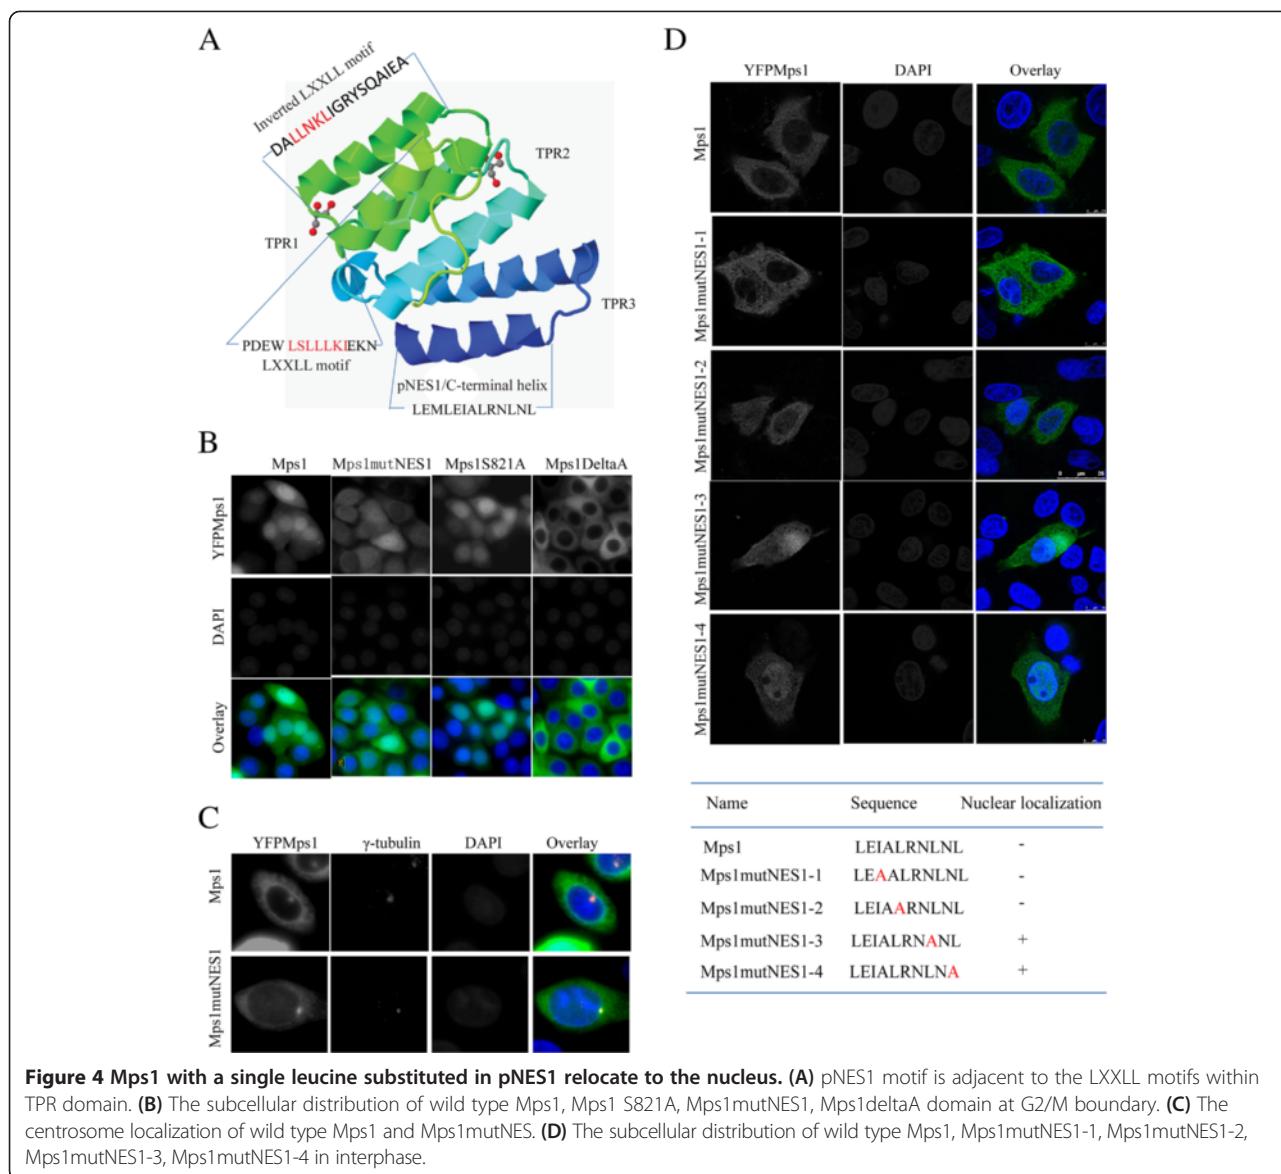 A
Inverted LXXLL motif
DALLNKLIGRYSQAIEA
TPR2
TPR1
TPR3
PDEW LSLLLKIEKN
LXXLL motif
pNES1/C-terminal helix
LEMLEIALRNLNL
B
Mps1 Mps1mutNES1 Mps1S821A Mps1DeltaA
YFPMps1
DAPI
Overlay
C
YFPMps1 γ-tubulin DAPI Overlay
Mps1
Mps1mutNES1
D
YFPMps1 DAPI Overlay
Mps1
Mps1mutNES1-1
Mps1mutNES1-2
Mps1mutNES1-3
Mps1mutNES1-4
Name Sequence Nuclear localization
Mps1 LEIALRNLNL -
Mps1mutNES1-1 LEAALRNLNL -
Mps1mutNES1-2 LEIAARNLNL -
Mps1mutNES1-3 LEIALRNANL +
Mps1mutNES1-4 LEIALRNLNA +
Figure 4 Mps1 with a single leucine substituted in pNES1 relocate to the nucleus. (A) pNES1 motif is adjacent to the LXXLL motifs within
TPR domain. (B) The subcellular distribution of wild type Mps1, Mps1 S821A, Mps1mutNES1, Mps1deltaA domain at G2/M boundary. (C) The
centrosome localization of wild type Mps1 and Mps1mutNES. (D) The subcellular distribution of wild type Mps1, Mps1mutNES1-1, Mps1mutNES1-2,
Mps1mutNES1-3, Mps1mutNES1-4 in interphase.